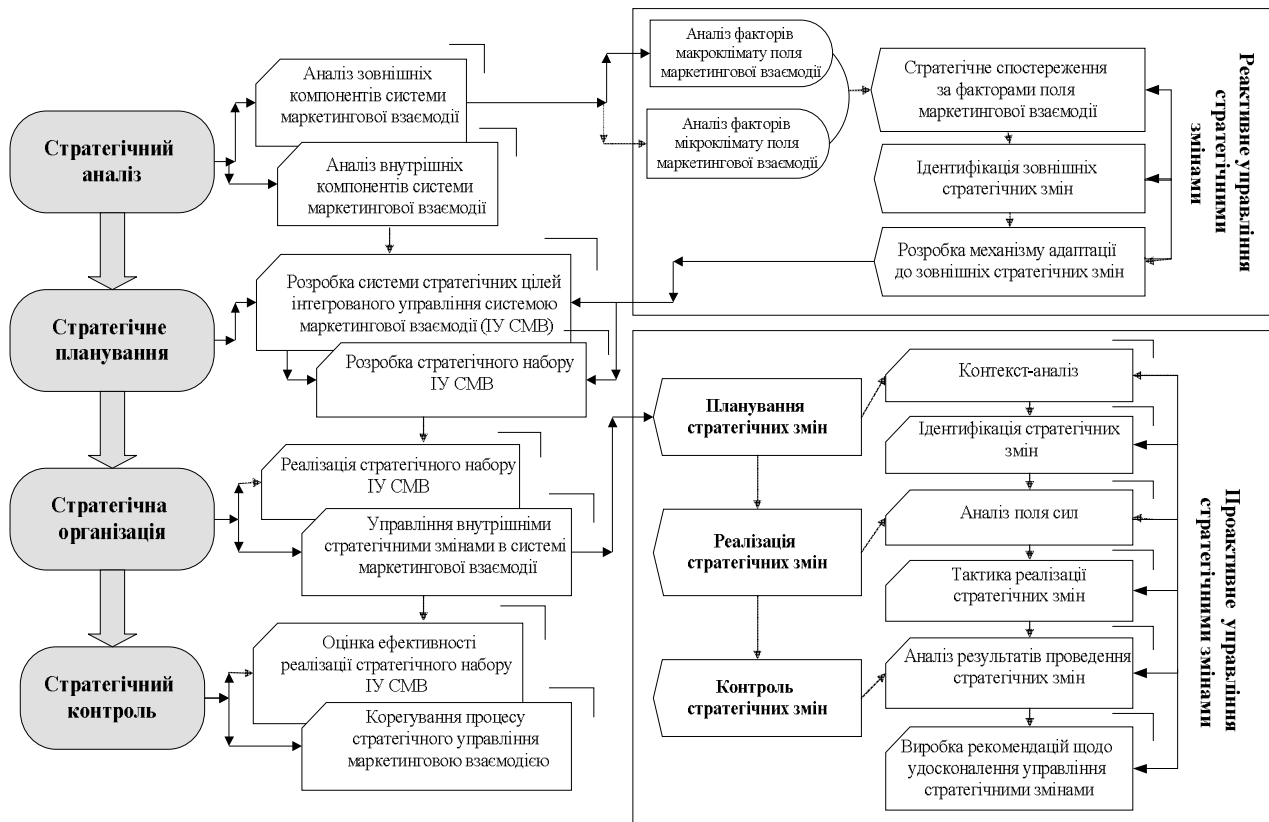 Стратегічний
аналіз
Стратегічне
планування
Стратегічна
організація
Стратегічний
контроль
Аналіз зовнішніх
компонентів системи
маркетингової взаємодії
Аналіз внутрішніх
компонентів системи
маркетингової взаємодії
Розробка системи стратегічних цілей
інтегрованого управління системою
маркетингової взаємодії (ІУ СМВ)
Розробка стратегічного набору
ІУ СМВ
Реалізація стратегічного набору
ІУ СМВ
Управління внутрішніми
стратегічними змінами в системі
маркетингової взаємодії
Оцінка ефективності
реалізації стратегічного набору
ІУ СМВ
Корегування процесу
стратегічного управління
маркетинговою взаємодією
Аналіз факторів
макроклімату поля
маркетингової взаємодії
Аналіз факторів
мікроклімату поля
маркетингової взаємодії
Стратегічне спостереження
за факторами поля
маркетингової взаємодії
Ідентифікація зовнішніх
стратегічних змін
Розробка механізму адаптації
до зовнішніх стратегічних змін
Реактивне управління
стратегічними
змінами
Планування
стратегічних змін
Реалізація
стратегічних змін
Контроль
стратегічних змін
Контекст-аналіз
Ідентифікація стратегічних
змін
Аналіз поля сил
Тактика реалізації
стратегічних змін
Аналіз результатів проведення
стратегічних змін
Виробка рекомендацій щодо
удосконалення управління
стратегічними змінами
Проактивне управління
стратегічними змінами